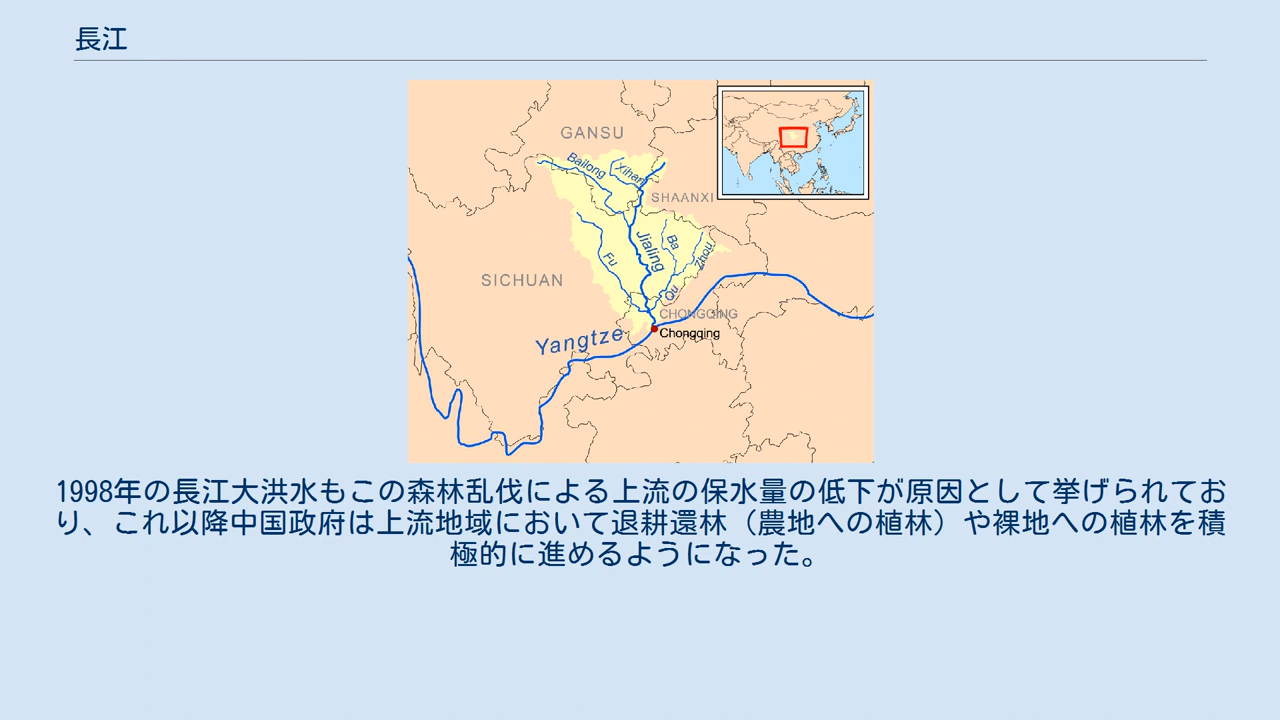 長江
GANSU
Bailong
Xihan
SHAANXI
Jialing
Ba
Zhou
Fu
SICHUAN
Qu
CHONGQING
Chongqing
Yangtze
1998年の長江大洪水もこの森林乱伐による上流の保水量の低下が原因として挙げられてお
り、これ以降中国政府は上流地域において退耕還林（農地への植林）や裸地への植林を積
極的に進めるようになった。